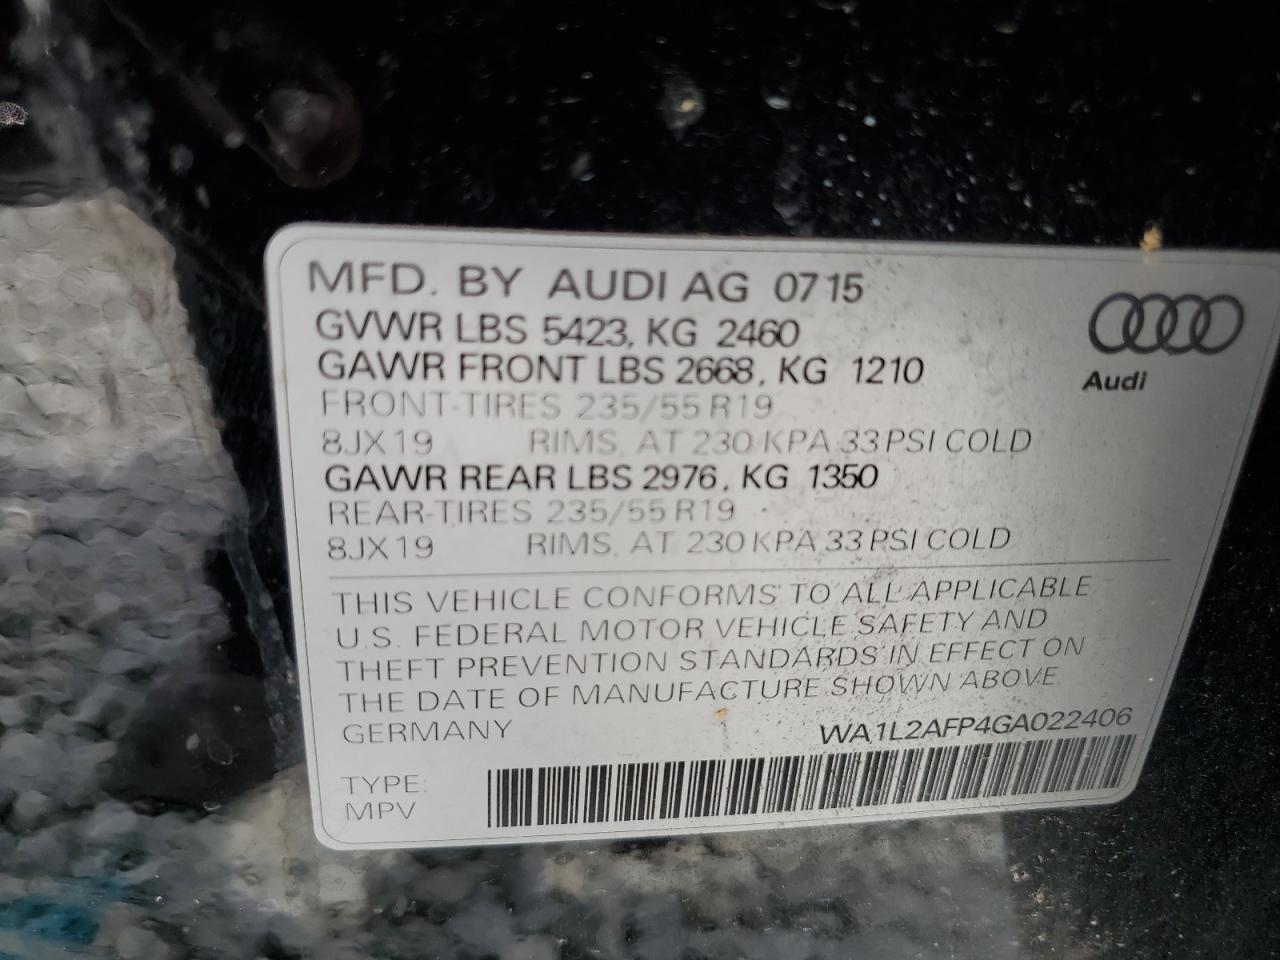 MFD. BY AUDI AG 0715
GVWR LBS 5423, KG 2460
GAWR FRONT LBS 2668, KG 1210
FRONT-TIRES 235/55 R19
8JX19 RIMS, AT 230 KPA 33 PSI COLD
GAWR REAR LBS 2976, KG 1350
REAR-TIRES 235/55 R19
8JX19 RIMS, AT 230 KPA 33 PSI COLD
Audi
THIS VEHICLE CONFORMS TO ALL APPLICABLE
U.S. FEDERAL MOTOR VEHICLE SAFETY AND
THEFT PREVENTION STANDARDS IN EFFECT ON
THE DATE OF MANUFACTURE SHOWN ABOVE
GERMANY WA1L2AFP4GA022406
TYPE:
MPV